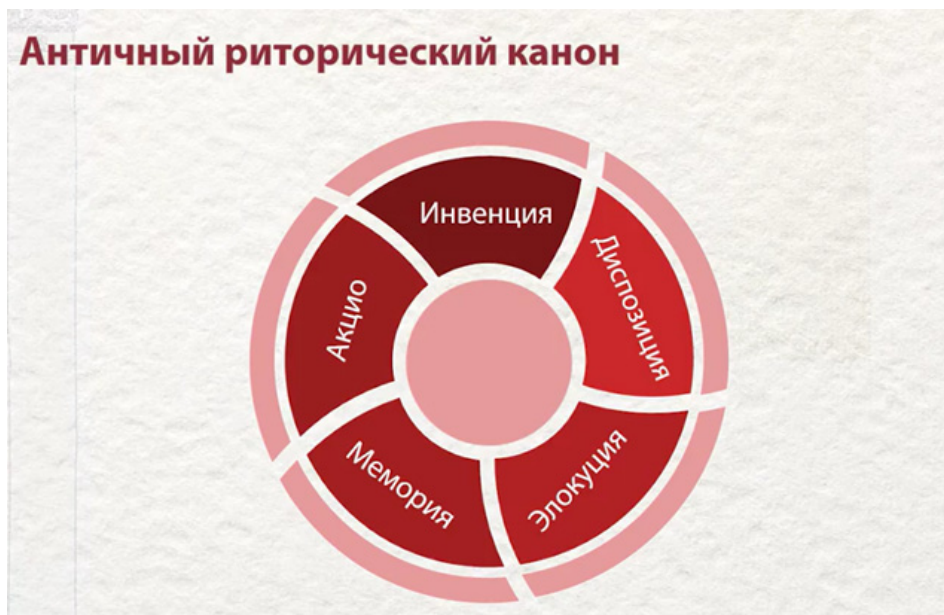 Античный риторический канон
Инвенция
Диспозиция
Элокуция
Мемория
Акцио